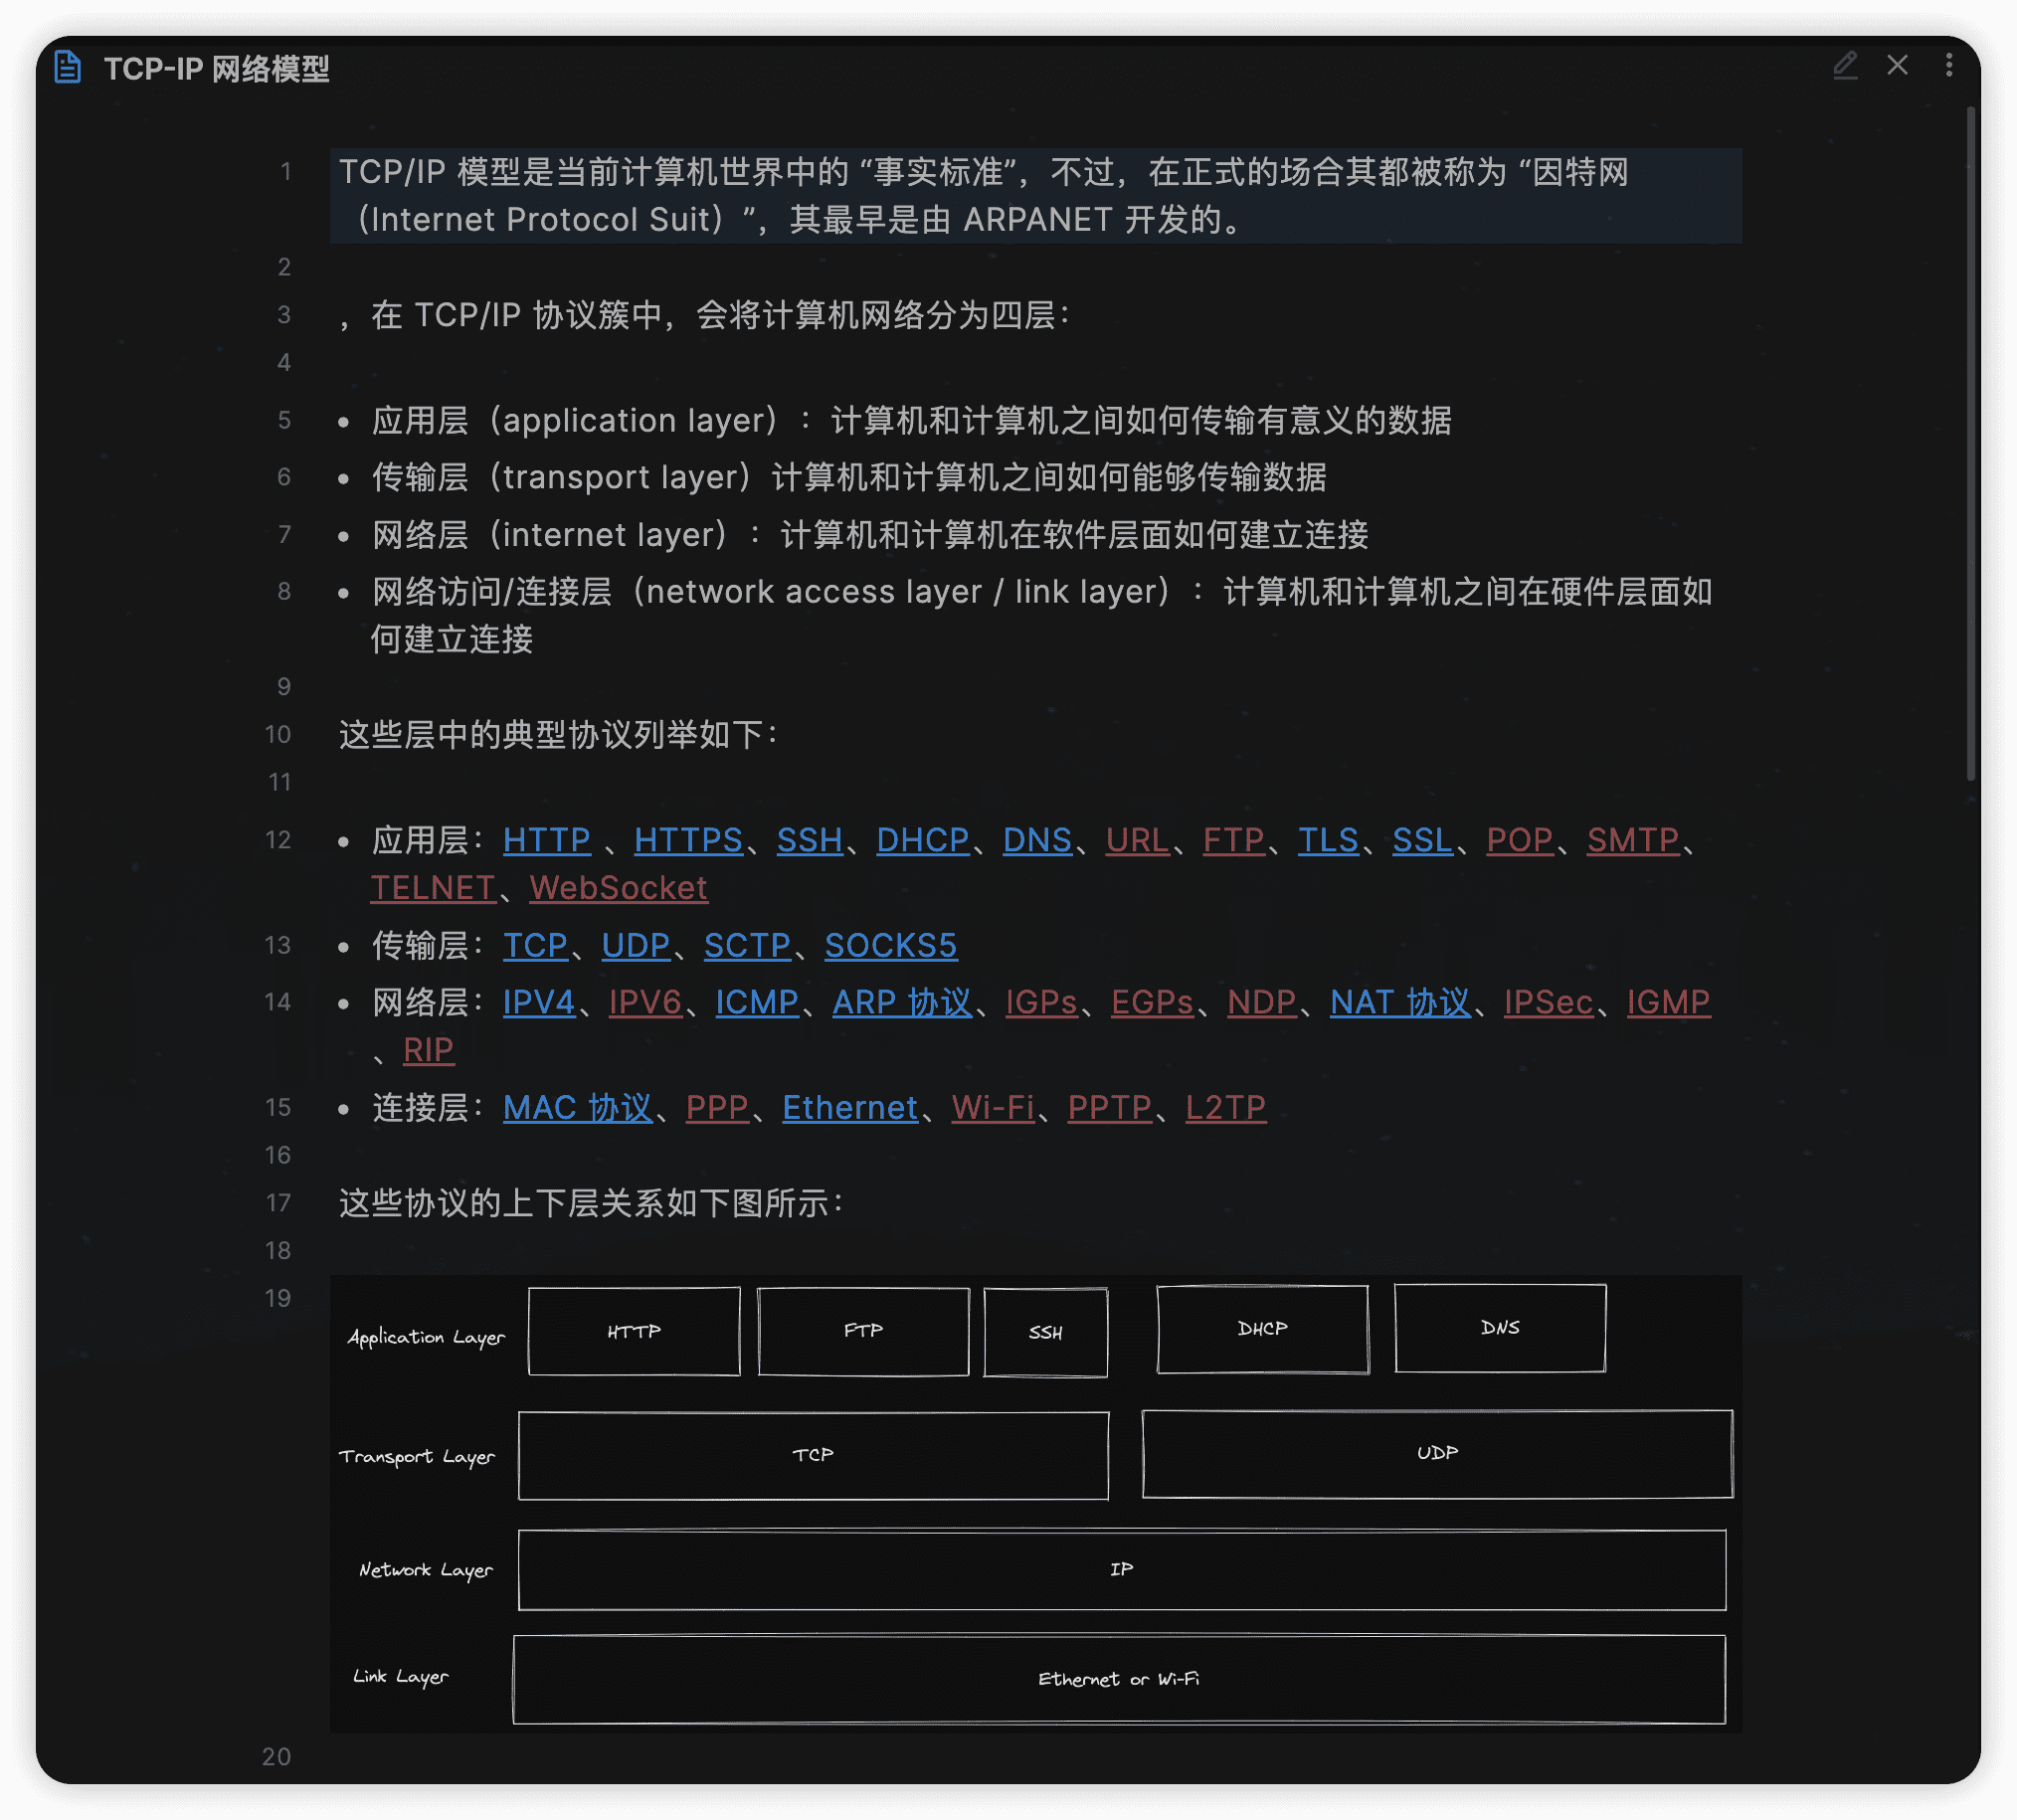 TCP-IP 网络模型
1 TCP/IP 模型是当前计算机世界中的 “事实标准”，不过，在正式的场合其都被称为 “因特网
（Internet Protocol Suit）”，其最早是由 ARPANET 开发的。
2
3 ，在 TCP/IP 协议簇中，会将计算机网络分为四层：
4
5 • 应用层（application layer）：计算机和计算机之间如何传输有意义的数据
6 • 传输层（transport layer）计算机和计算机之间如何能够传输数据
7 • 网络层（internet layer）：计算机和计算机在软件层面如何建立连接
8 • 网络访问/连接层（network access layer / link layer）：计算机和计算机之间在硬件层面如
何建立连接
9
10 这些层中的典型协议列举如下：
11
12 • 应用层：HTTP 、HTTPS、SSH、DHCP、DNS、URL、FTP、TLS、SSL、POP、SMTP、
TELNET、WebSocket
13 • 传输层：TCP、UDP、SCTP、SOCKS5
14 • 网络层：IPV4、IPV6、ICMP、ARP 协议、IGPs、EGPs、NDP、NAT 协议、IPSec、IGMP
、RIP
15 • 连接层：MAC 协议、PPP、Ethernet、Wi-Fi、PPTP、L2TP
16
17 这些协议的上下层关系如下图所示：
18
19
Application Layer HTTP FTP SSH DHCP DNS
Transport Layer TCP UDP
Network Layer IP
Link Layer Ethernet or Wi-Fi
20